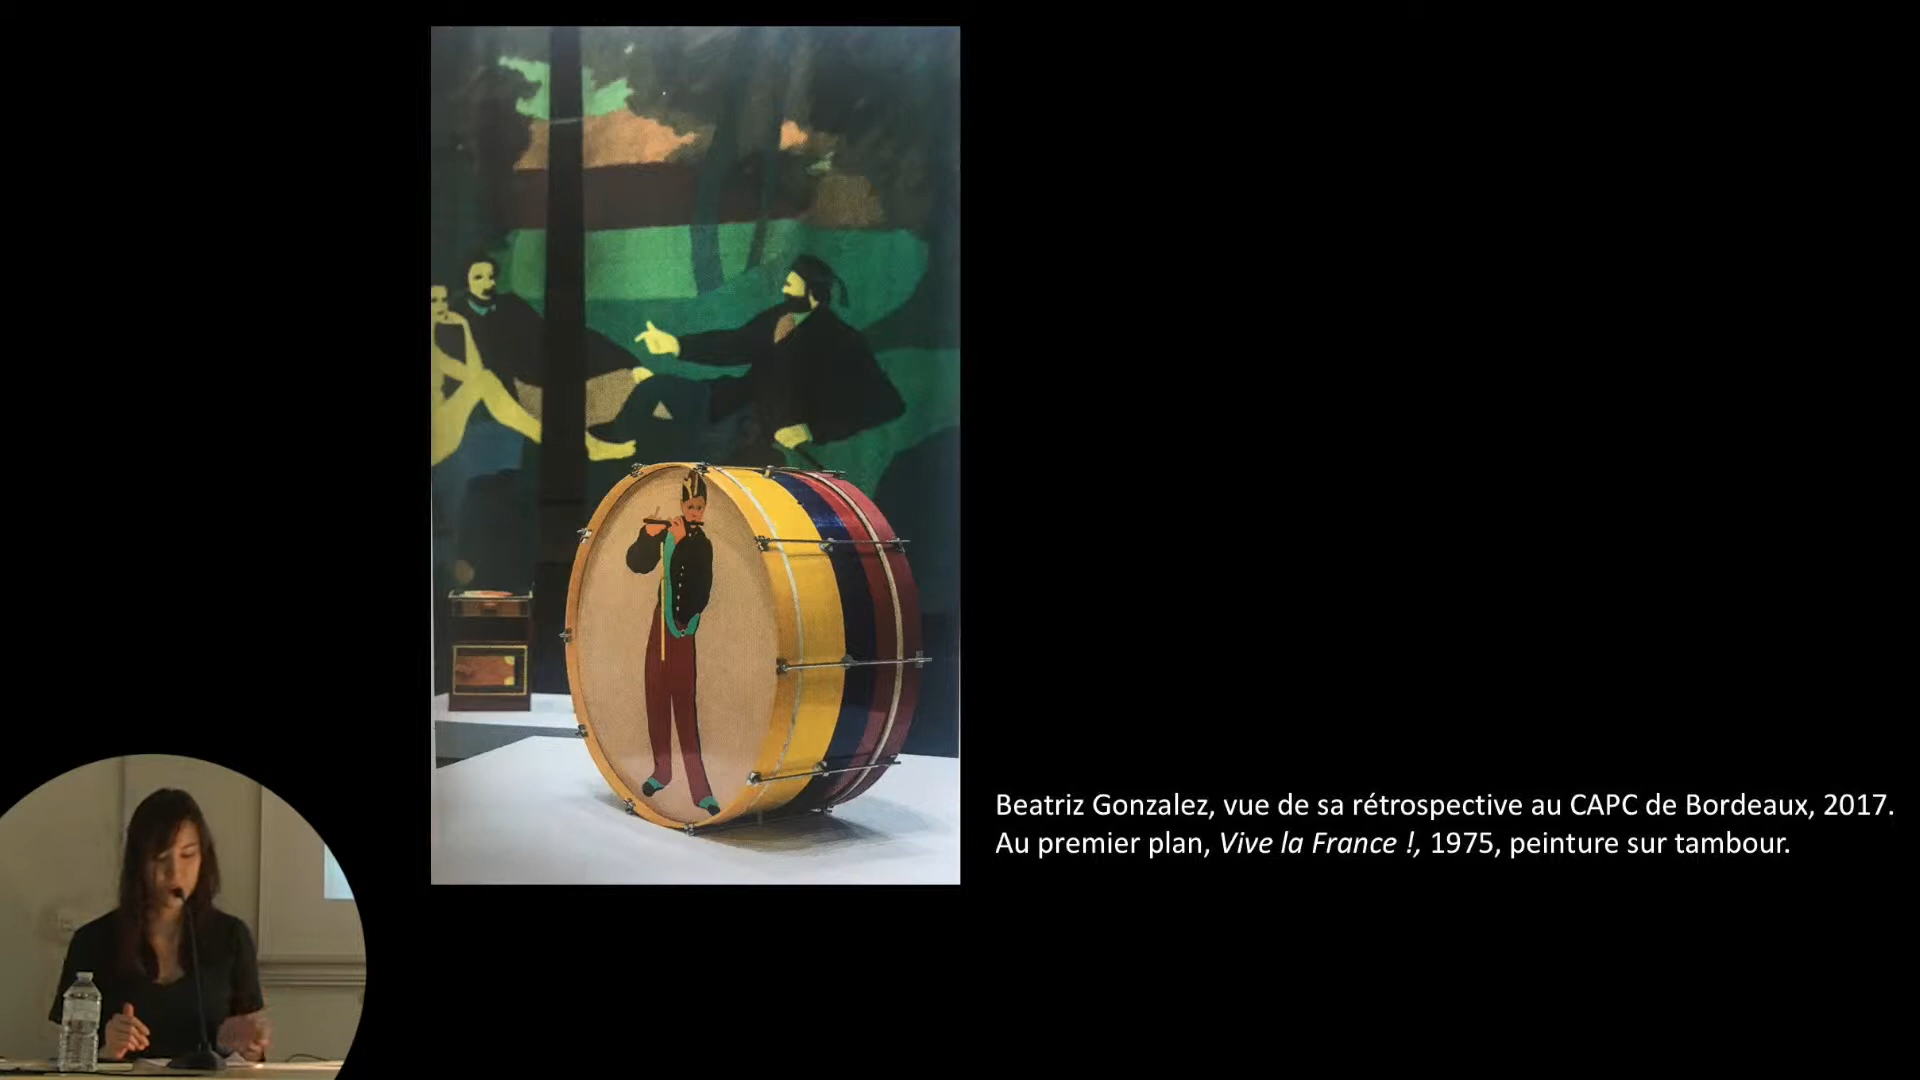 Beatriz Gonzalez, vue de sa rétrospective au CAPC de Bordeaux, 2017.
Au premier plan, Vive la France !, 1975, peinture sur tambour.